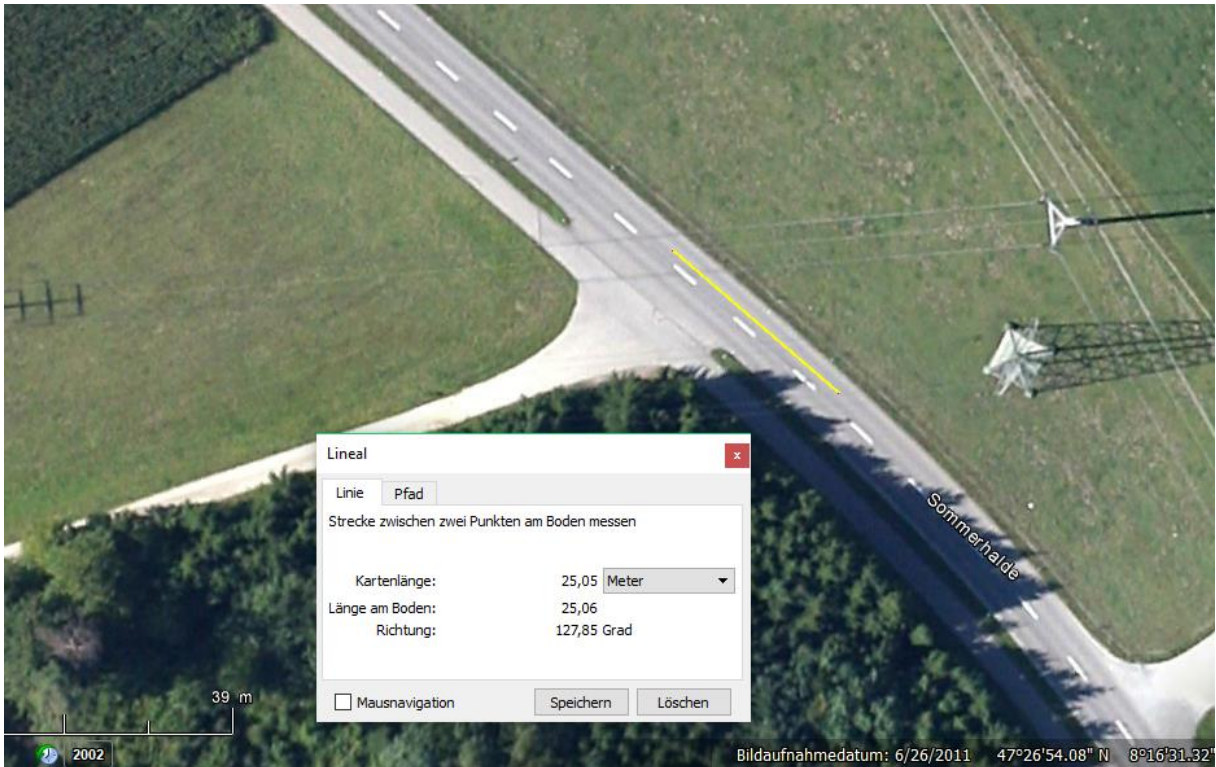 Sommerhalde
Lineal
x
Linie Pfad
Strecke zwischen zwei Punkten am Boden messen
Kartenlänge: 25,05 Meter
Länge am Boden: 25,06
Richtung: 127,85 Grad
Mausnavigation Speichern Löschen
39 m
2002
Bildaufnahmedatum: 6/26/2011 47°26'54.08" N 8°16'31.32"